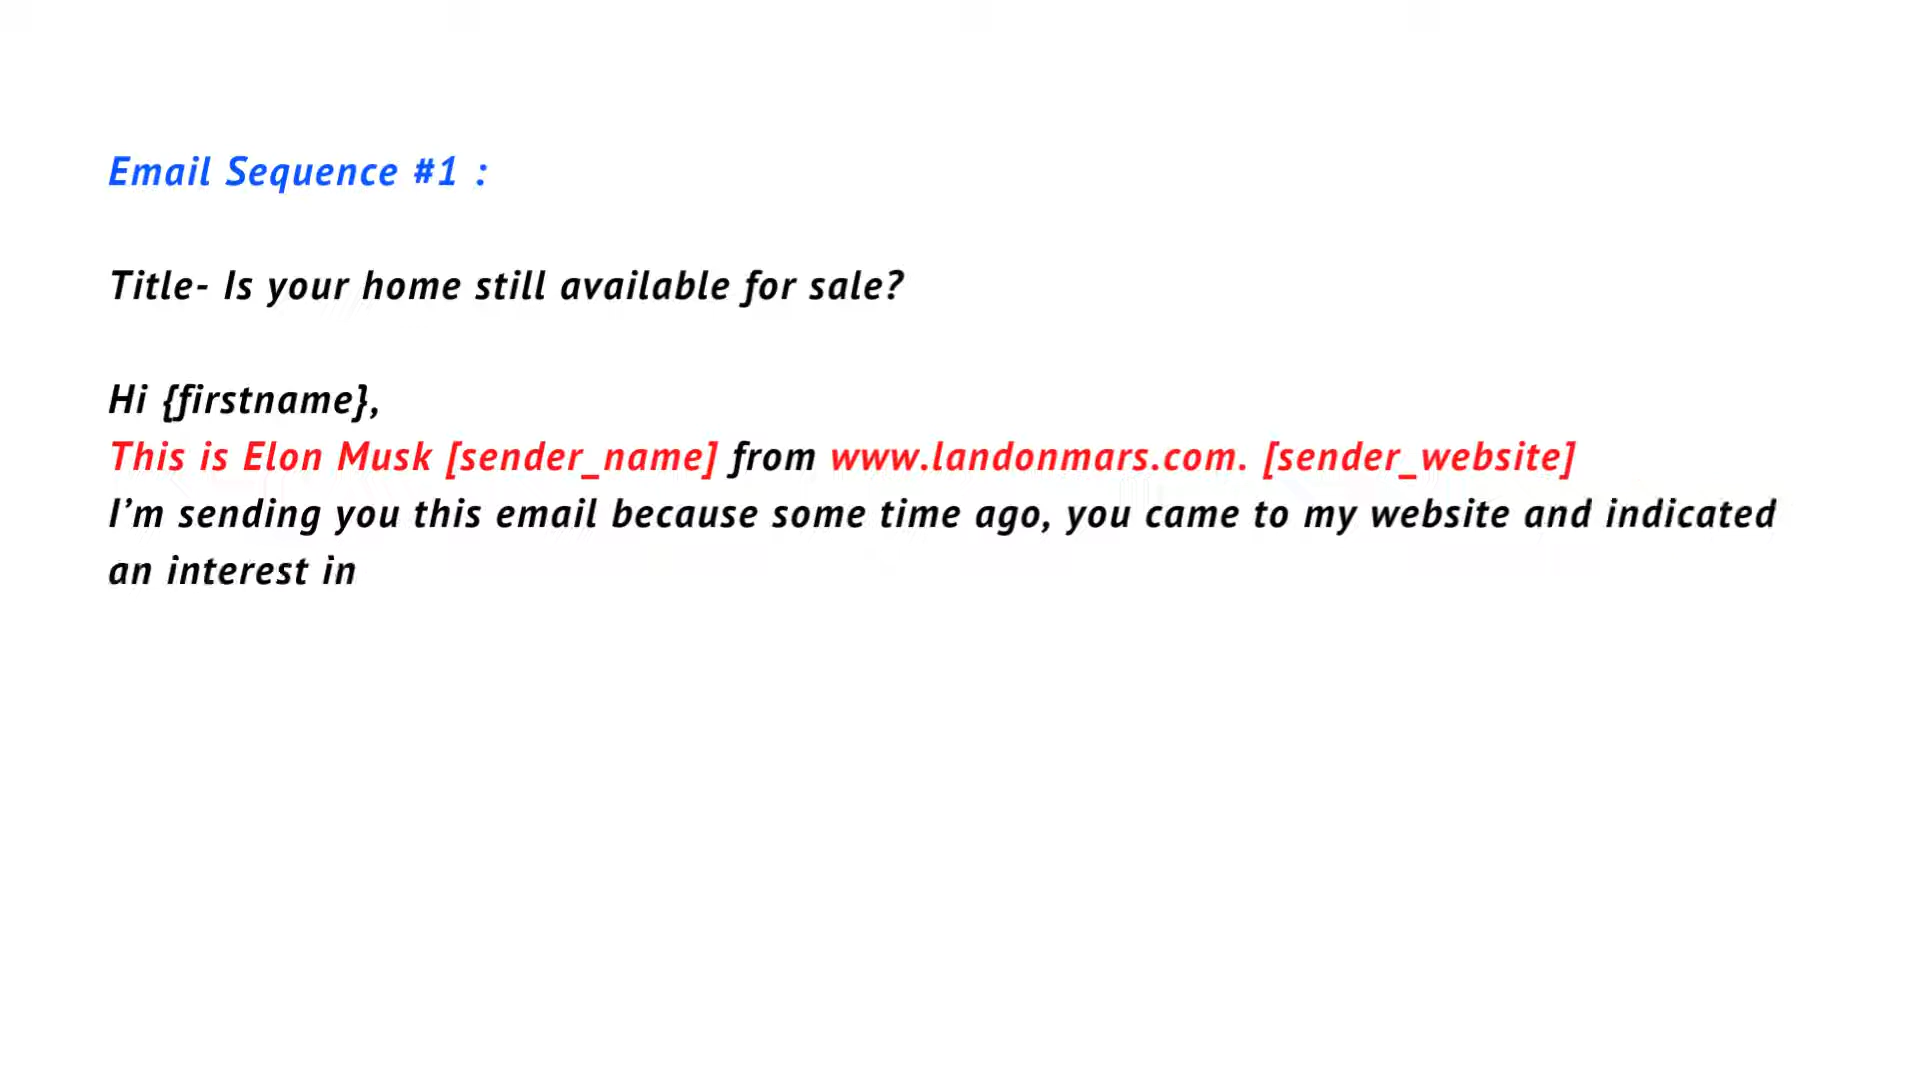 Email Sequence #1 :
Title- Is your home still available for sale?
Hi {firstname},
This is Elon Musk [sender_name] from www.landonmars.com. [sender_website]
I’m sending you this email because some time ago, you came to my website and indicated
an interest in